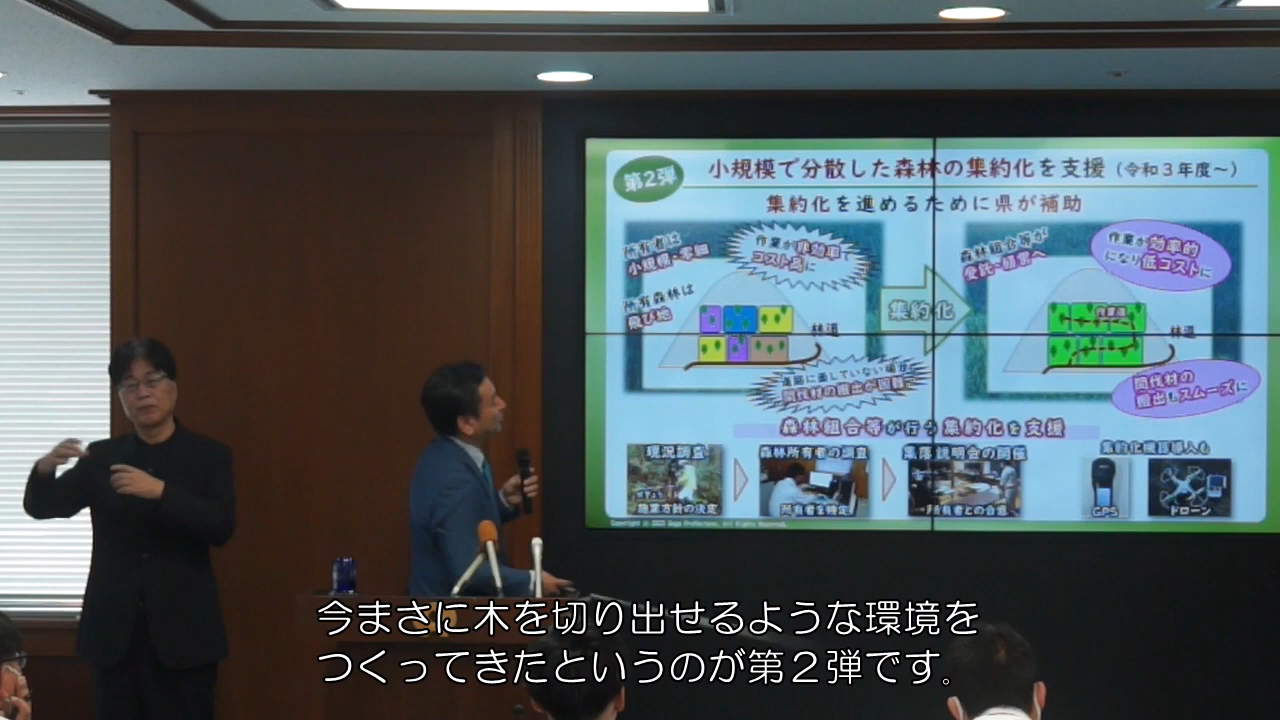 第2弾
小規模で分散した森林の集約化を支援（令和3年度～）
集約化を進めるために県が補助
所有者は
小規模・零細
作業が非効率で
コスト高に
所有森林は
飛び地
林道
道路に面していない場合
間伐材の搬出が困難
集約化
森林組合等が
受託・経営へ
作業が効率的
になり低コストに
作業道
林道
間伐材の
搬出もスムーズに
森林組合等が行う集約化を支援
現況調査
施業方針の決定
森林所有者の調査
所有者を特定
集落説明会の開催
所有者との合意
集約化機器導入も
GPS
ドローン
Copyright © 2023 Saga Prefecture. All Rights Reserved.
今まさに木を切り出せるような環境を
つくってきたというのが第２弾です。